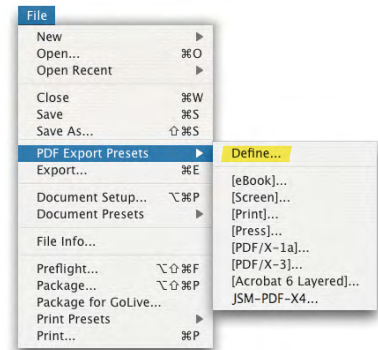 File
New
Open... ⌘O
Open Recent
Close ⌘W
Save ⌘S
Save As... ⇧⌘S
PDF Export Presets
Export... ⌘E
Document Setup... ⌥⌘P
Document Presets
File Info...
Preflight... ⌥⇧⌘F
Package... ⌥⇧⌘P
Package for GoLive...
Print Presets
Print... ⌘P
Define...
[eBook]...
[Screen]...
[Print]...
[Press]...
[PDF/X-1a]...
[PDF/X-3]...
[Acrobat 6 Layered]...
JSM-PDF-X4...